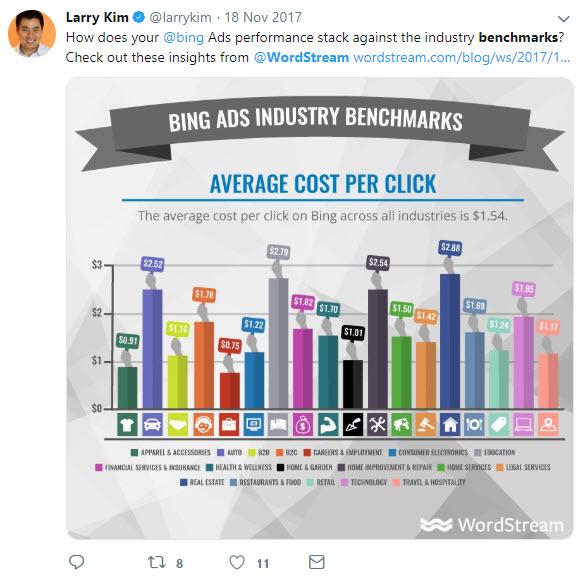 Larry Kim @larrykim · 18 Nov 2017
How does your @bing Ads performance stack against the industry benchmarks?
Check out these insights from @WordStream wordstream.com/blog/ws/2017/1...
BING ADS INDUSTRY BENCHMARKS
AVERAGE COST PER CLICK
The average cost per click on Bing across all industries is $1.54.
$3
$2
$1
$0
$0.91
$2.52
$1.16
$1.78
$0.75
$1.22
$2.79
$1.82
$1.70
$1.01
$2.54
$1.50
$1.42
$2.88
$1.69
$1.24
$1.95
$1.17
APPAREL & ACCESSORIES AUTO B2B B2C CAREERS & EMPLOYMENT CONSUMER ELECTRONICS EDUCATION
FINANCIAL SERVICES & INSURANCE HEALTH & WELLNESS HOME & GARDEN HOME IMPROVEMENT & REPAIR HOME SERVICES LEGAL SERVICES
REAL ESTATE RESTAURANTS & FOOD RETAIL TECHNOLOGY TRAVEL & HOSPITALITY
WordStream
8
11